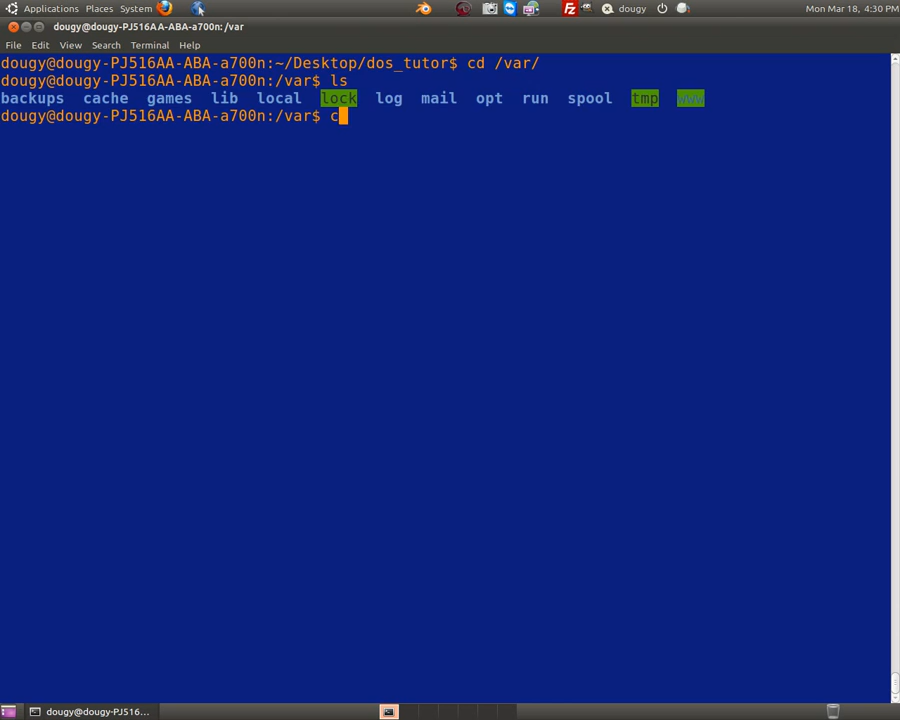 Applications Places System Fz dougy Mon Mar 18, 4:30 PM
dougy@dougy-PJ516AA-ABA-a700n: /var
File Edit View Search Terminal Help
dougy@dougy-PJ516AA-ABA-a700n:~/Desktop/dos_tutor$ cd /var/
dougy@dougy-PJ516AA-ABA-a700n:/var$ ls
backups cache games lib local lock log mail opt run spool tmp www
dougy@dougy-PJ516AA-ABA-a700n:/var$ c
dougy@dougy-PJ516...